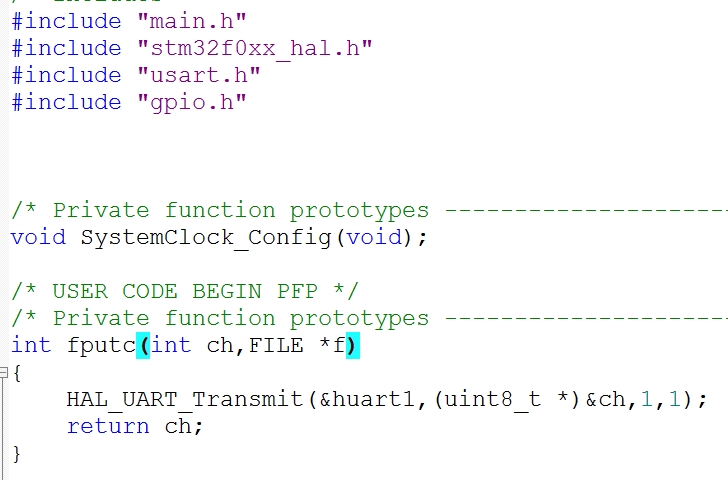 /* Includes
#include "main.h"
#include "stm32f0xx_hal.h"
#include "usart.h"
#include "gpio.h"
/* Private function prototypes --------------------
void SystemClock_Config(void);
/* USER CODE BEGIN PFP */
/* Private function prototypes --------------------
int fputc(int ch,FILE *f)
{
    HAL_UART_Transmit(&huart1,(uint8_t *)&ch,1,1);
    return ch;
}